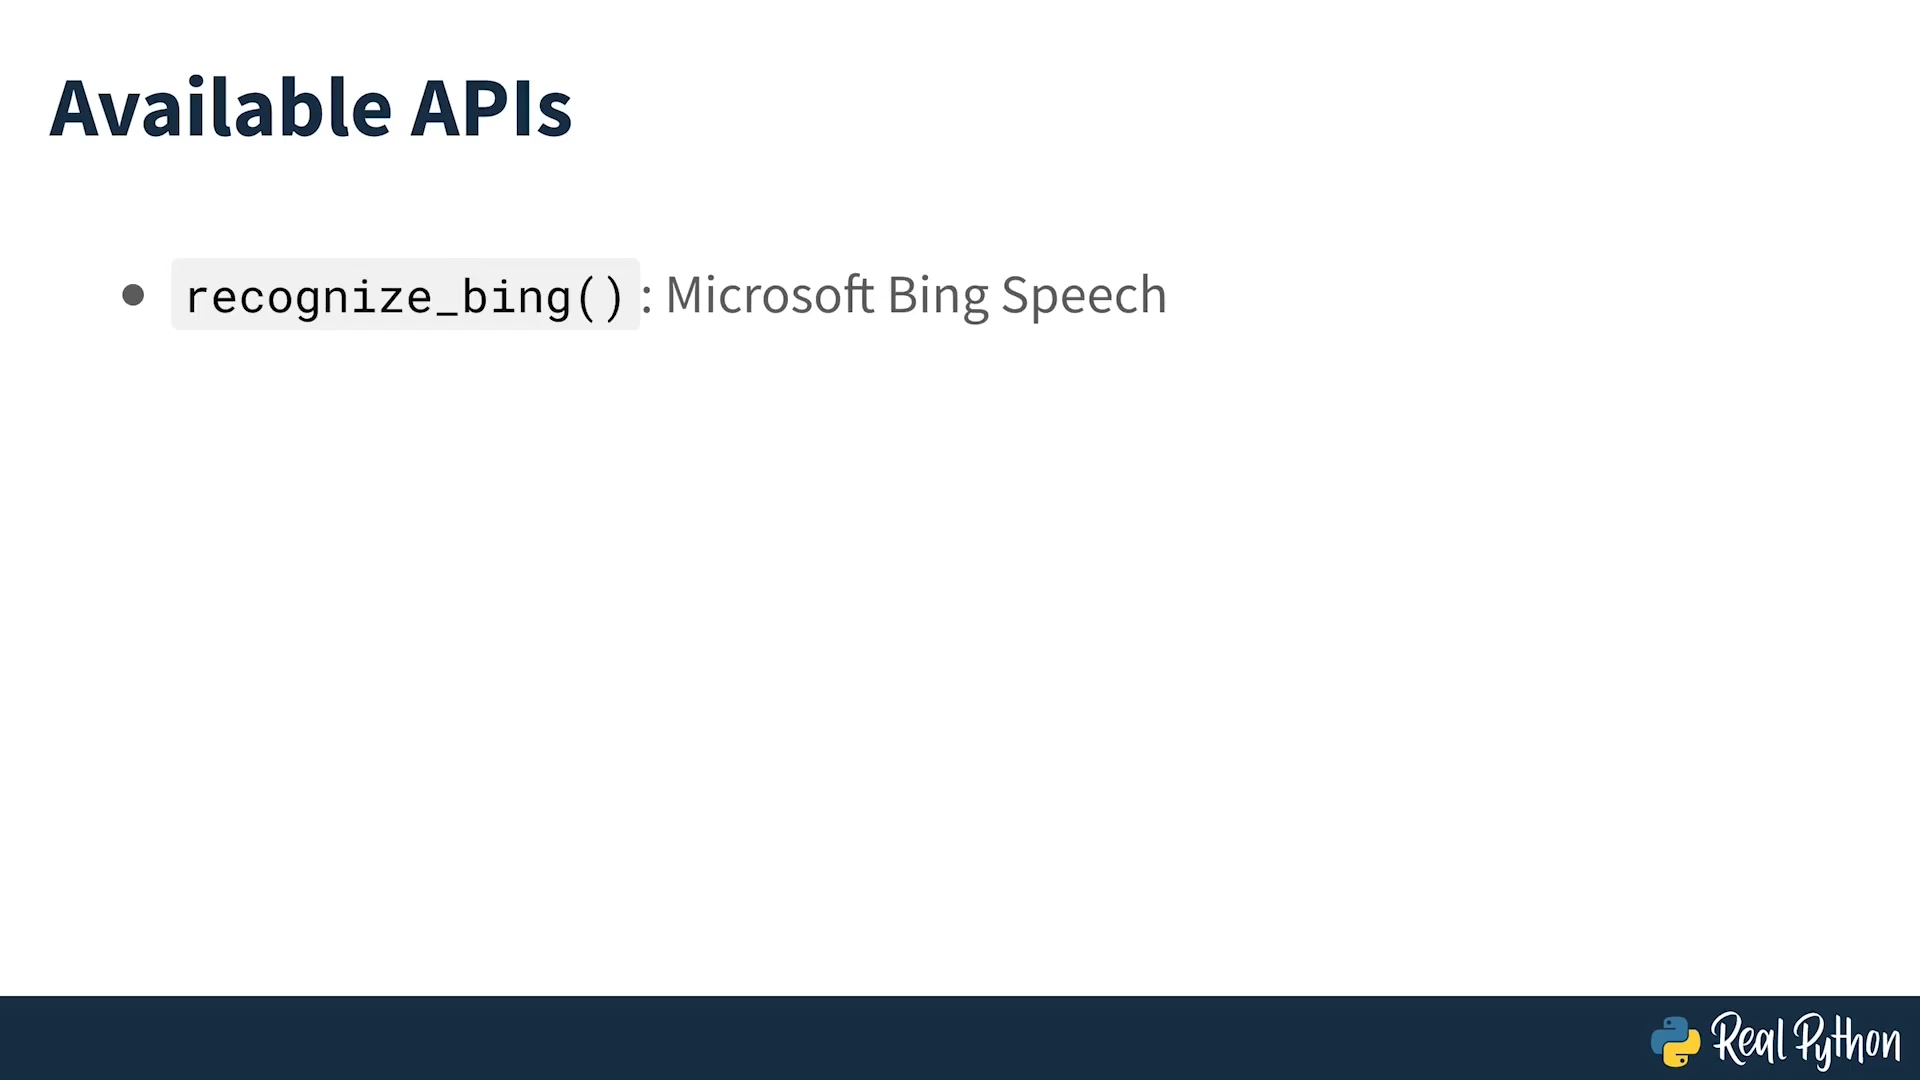 Available APIs
• recognize_bing(): Microsoft Bing Speech
Real Python